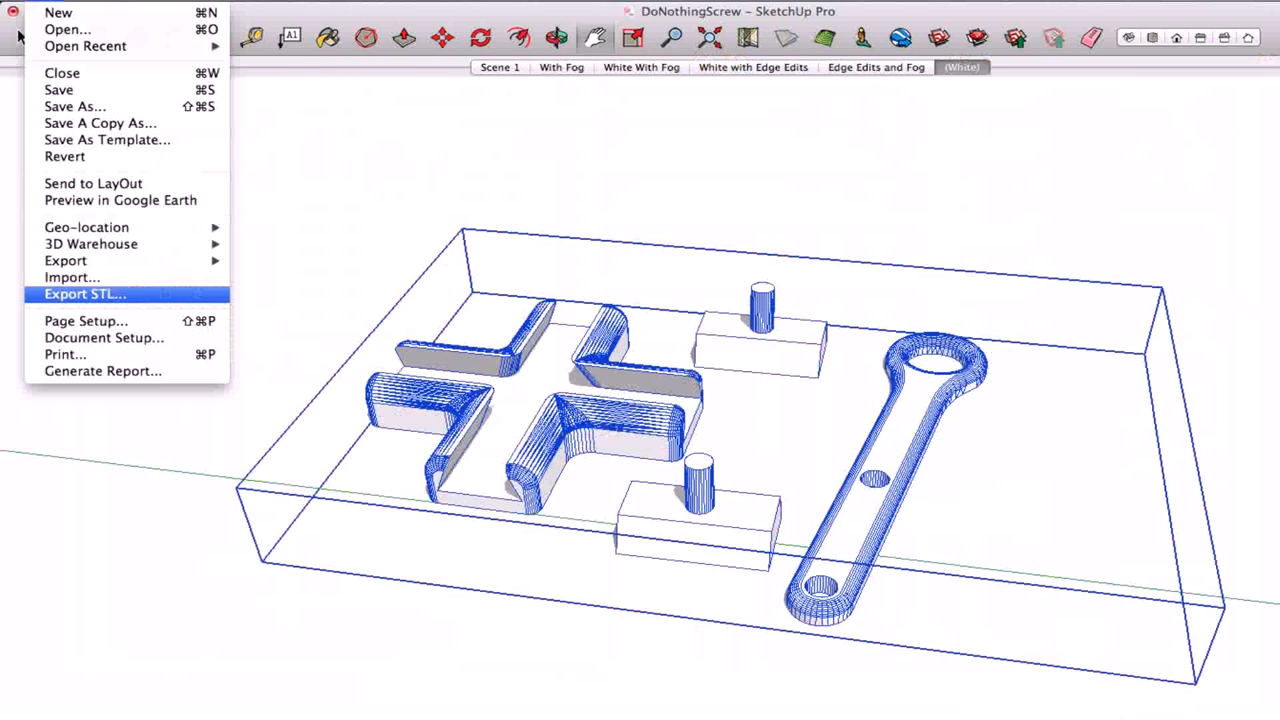 DoNothingScrew – SketchUp Pro
A1
Scene 1 With Fog White With Fog White with Edge Edits Edge Edits and Fog (White)
New ⌘N
Open... ⌘O
Open Recent
Close ⌘W
Save ⌘S
Save As... ⇧⌘S
Save A Copy As...
Save As Template...
Revert
Send to LayOut
Preview in Google Earth
Geo-location
3D Warehouse
Export
Import...
Export STL...
Page Setup... ⇧⌘P
Document Setup...
Print... ⌘P
Generate Report...